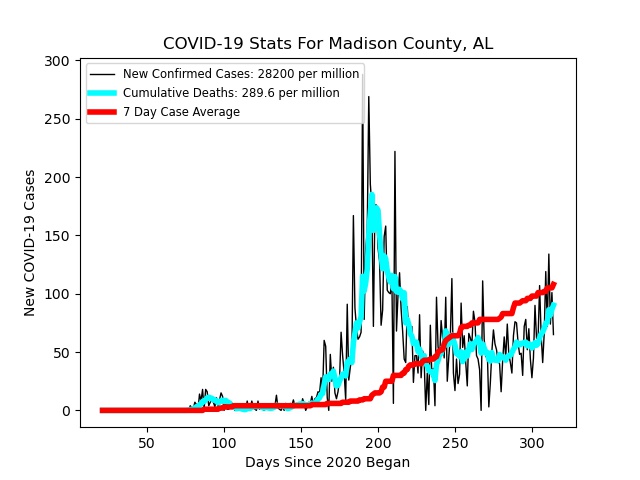 COVID-19 Stats For Madison County, AL
New Confirmed Cases: 28200 per million
Cumulative Deaths: 289.6 per million
7 Day Case Average
New COVID-19 Cases
300
250
200
150
100
50
0
50 100 150 200 250 300
Days Since 2020 Began